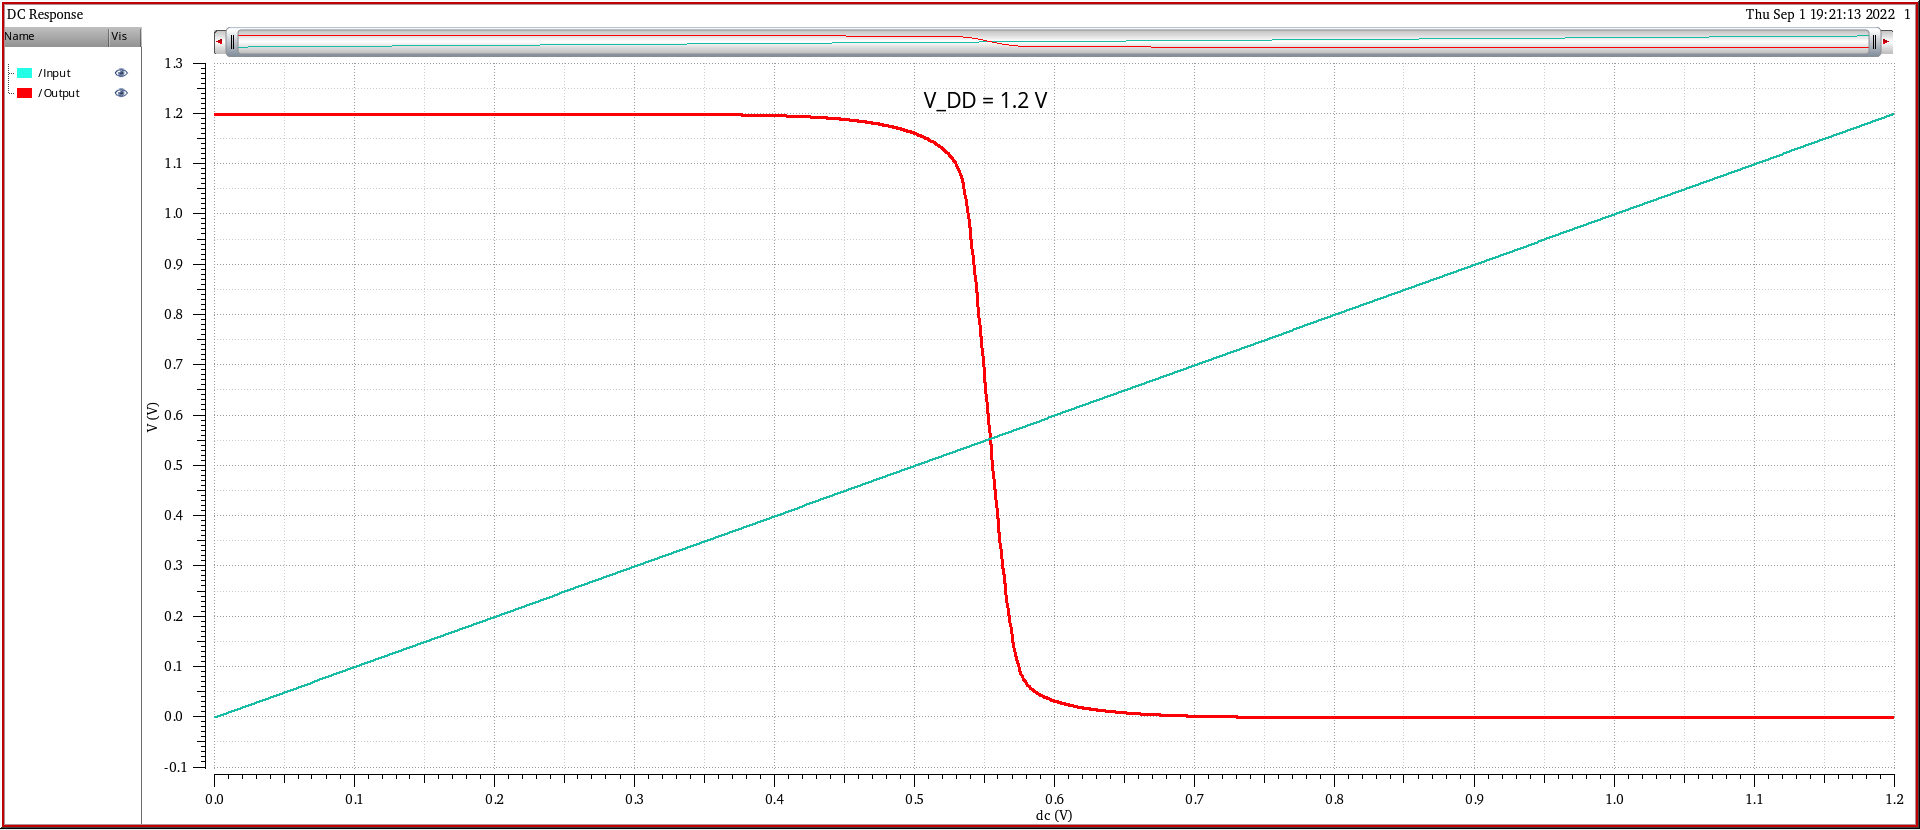 DC Response
Thu Sep 1 19:21:13 2022 1
Name Vis
/Input
/Output
V_DD = 1.2 V
V (V)
1.3
1.2
1.1
1.0
0.9
0.8
0.7
0.6
0.5
0.4
0.3
0.2
0.1
0.0
-0.1
0.0 0.1 0.2 0.3 0.4 0.5 0.6 0.7 0.8 0.9 1.0 1.1 1.2
dc (V)